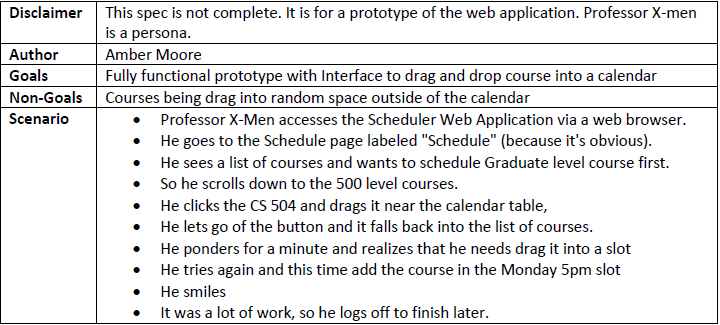 Disclaimer This spec is not complete. It is for a prototype of the web application. Professor X-men
is a persona.
Author Amber Moore
Goals Fully functional prototype with Interface to drag and drop course into a calendar
Non-Goals Courses being drag into random space outside of the calendar
Scenario • Professor X-Men accesses the Scheduler Web Application via a web browser.
• He goes to the Schedule page labeled "Schedule" (because it's obvious).
• He sees a list of courses and wants to schedule Graduate level course first.
• So he scrolls down to the 500 level courses.
• He clicks the CS 504 and drags it near the calendar table,
• He lets go of the button and it falls back into the list of courses.
• He ponders for a minute and realizes that he needs drag it into a slot
• He tries again and this time add the course in the Monday 5pm slot
• He smiles
• It was a lot of work, so he logs off to finish later.